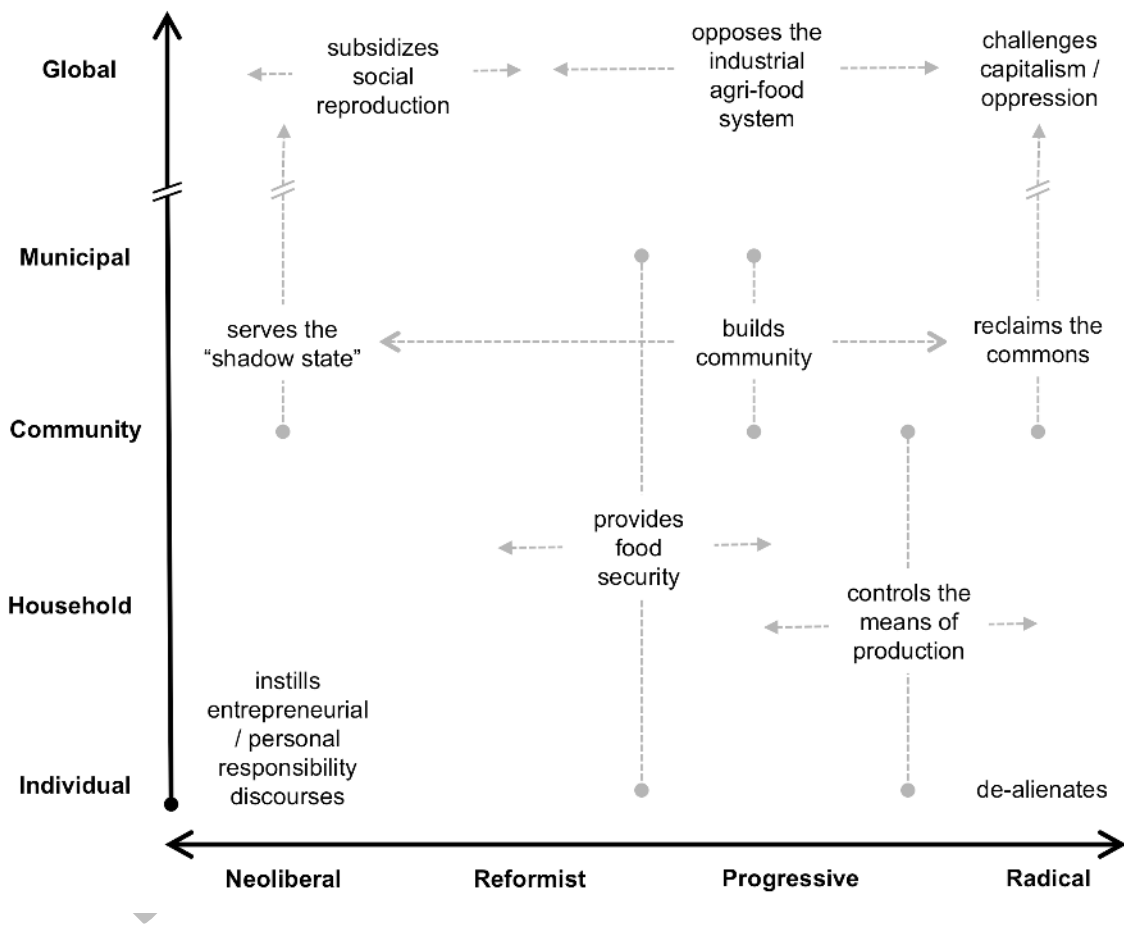 Global
subsidizes
social
reproduction
opposes the
industrial
agri-food
system
challenges
capitalism /
oppression
Municipal
serves the
“shadow state”
builds
community
reclaims the
commons
Community
provides
food
security
Household
controls the
means of
production
instills
entrepreneurial
/ personal
responsibility
discourses
Individual
de-alienates
Neoliberal
Reformist
Progressive
Radical